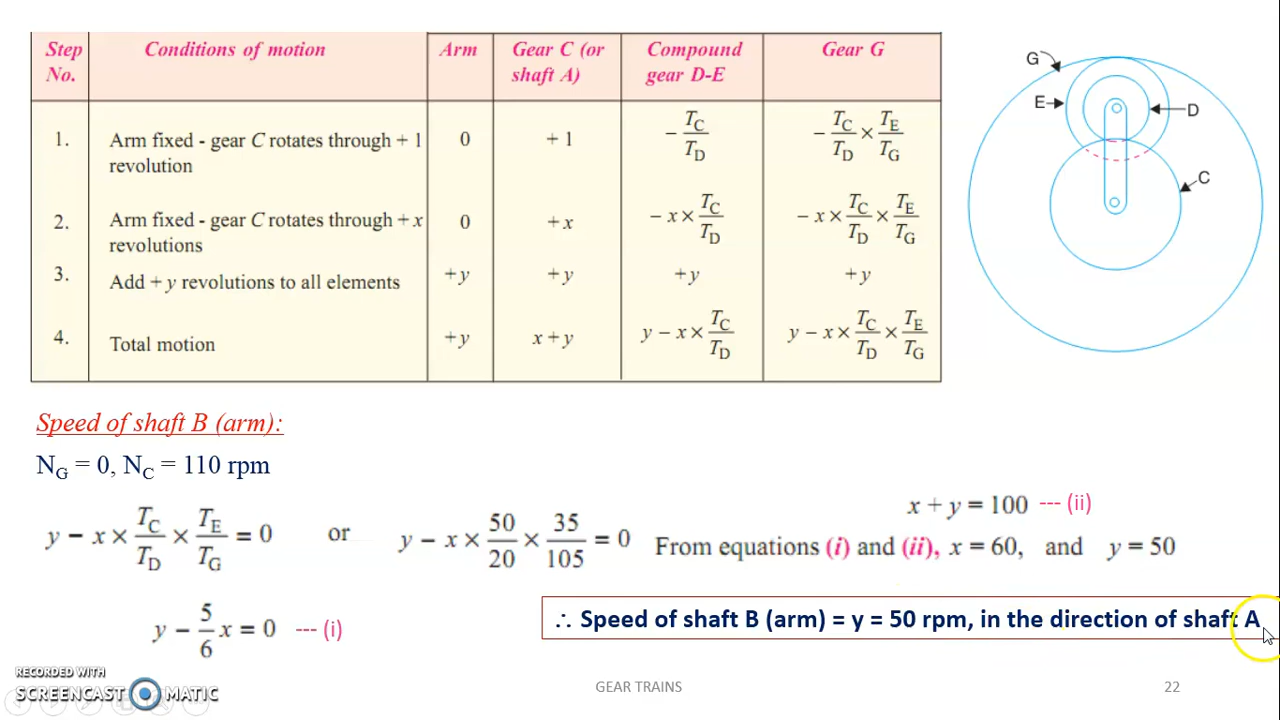 Step No. Conditions of motion Arm Gear C (or shaft A) Compound gear D-E Gear G
1. Arm fixed - gear C rotates through + 1 revolution 0 + 1 − T_C/T_D − T_C/T_D × T_E/T_G
2. Arm fixed - gear C rotates through + x revolutions 0 + x − x × T_C/T_D − x × T_C/T_D × T_E/T_G
3. Add + y revolutions to all elements + y + y + y + y
4. Total motion + y x + y y − x × T_C/T_D y − x × T_C/T_D × T_E/T_G
G
E
D
C
Speed of shaft B (arm):
N_G = 0, N_C = 110 rpm
y − x × T_C/T_D × T_E/T_G = 0 or y − x × 50/20 × 35/105 = 0
x + y = 100 --- (ii)
From equations (i) and (ii), x = 60, and y = 50
y − 5/6 x = 0 --- (i)
∴ Speed of shaft B (arm) = y = 50 rpm, in the direction of shaft A
RECORDED WITH
SCREENCAST MATIC
GEAR TRAINS
22